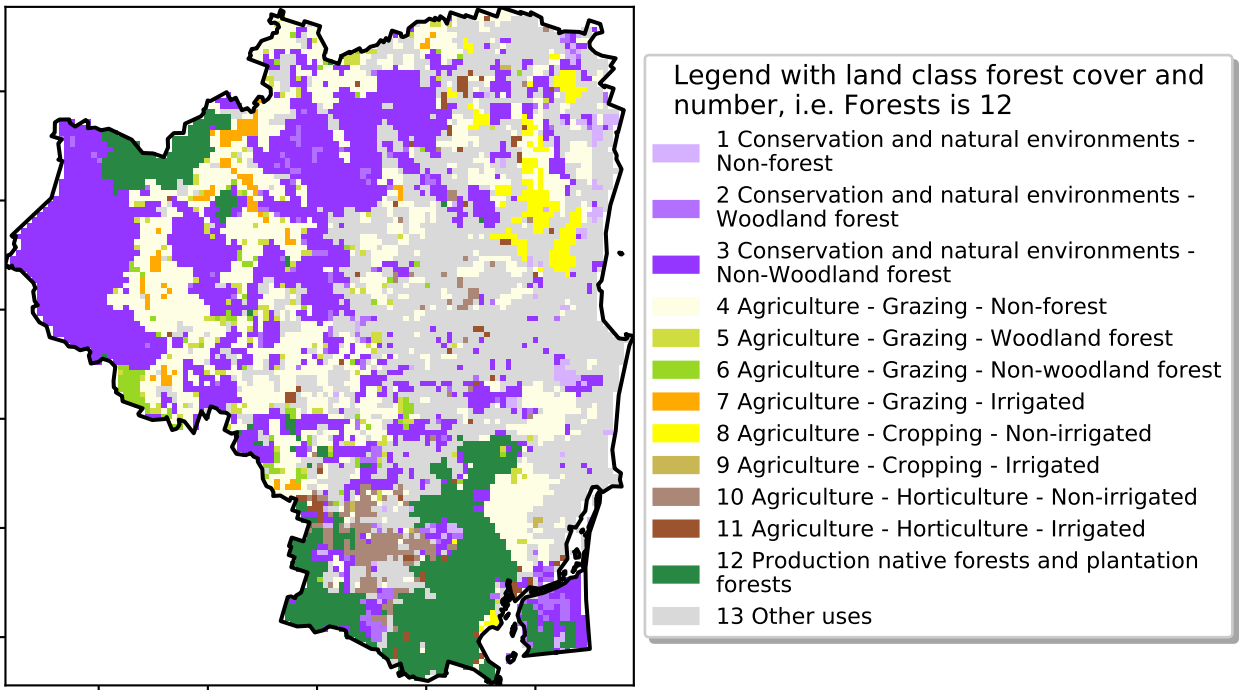 Legend with land class forest cover and
number, i.e. Forests is 12
1 Conservation and natural environments -
Non-forest
2 Conservation and natural environments -
Woodland forest
3 Conservation and natural environments -
Non-Woodland forest
4 Agriculture - Grazing - Non-forest
5 Agriculture - Grazing - Woodland forest
6 Agriculture - Grazing - Non-woodland forest
7 Agriculture - Grazing - Irrigated
8 Agriculture - Cropping - Non-irrigated
9 Agriculture - Cropping - Irrigated
10 Agriculture - Horticulture - Non-irrigated
11 Agriculture - Horticulture - Irrigated
12 Production native forests and plantation
forests
13 Other uses